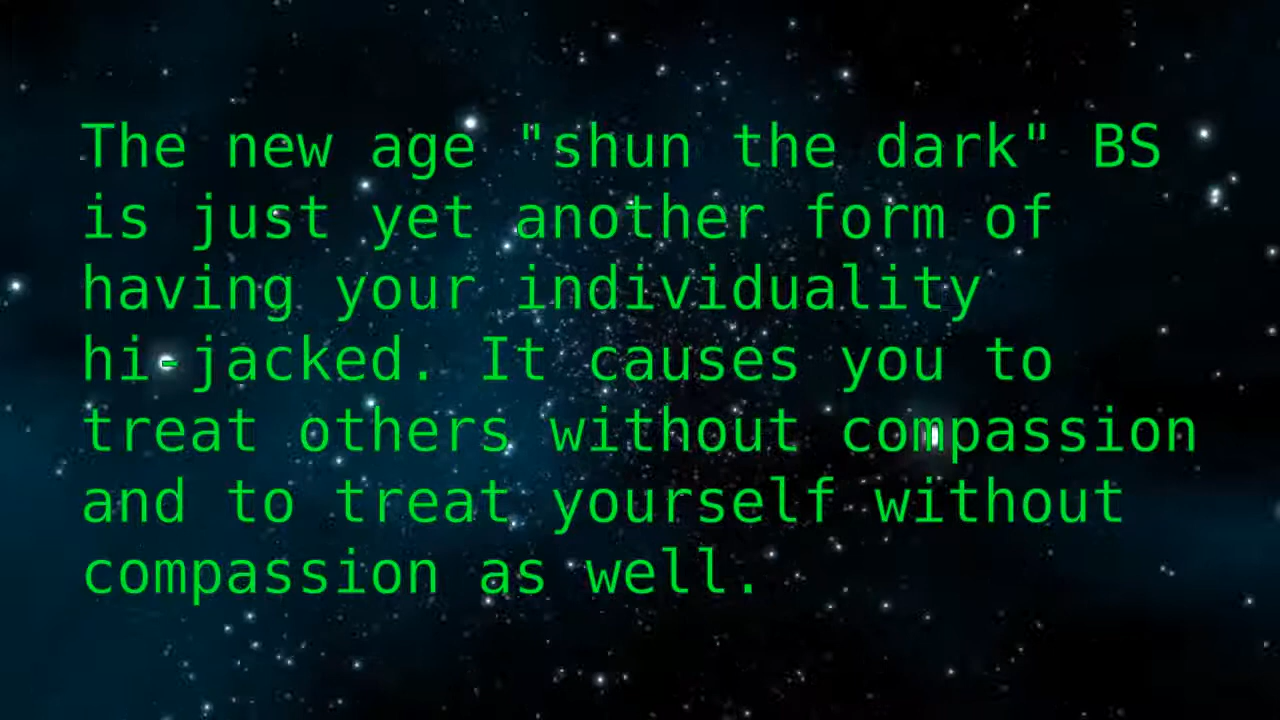 The new age "shun the dark" BS
is just yet another form of
having your individuality
hi-jacked. It causes you to
treat others without compassion
and to treat yourself without
compassion as well.